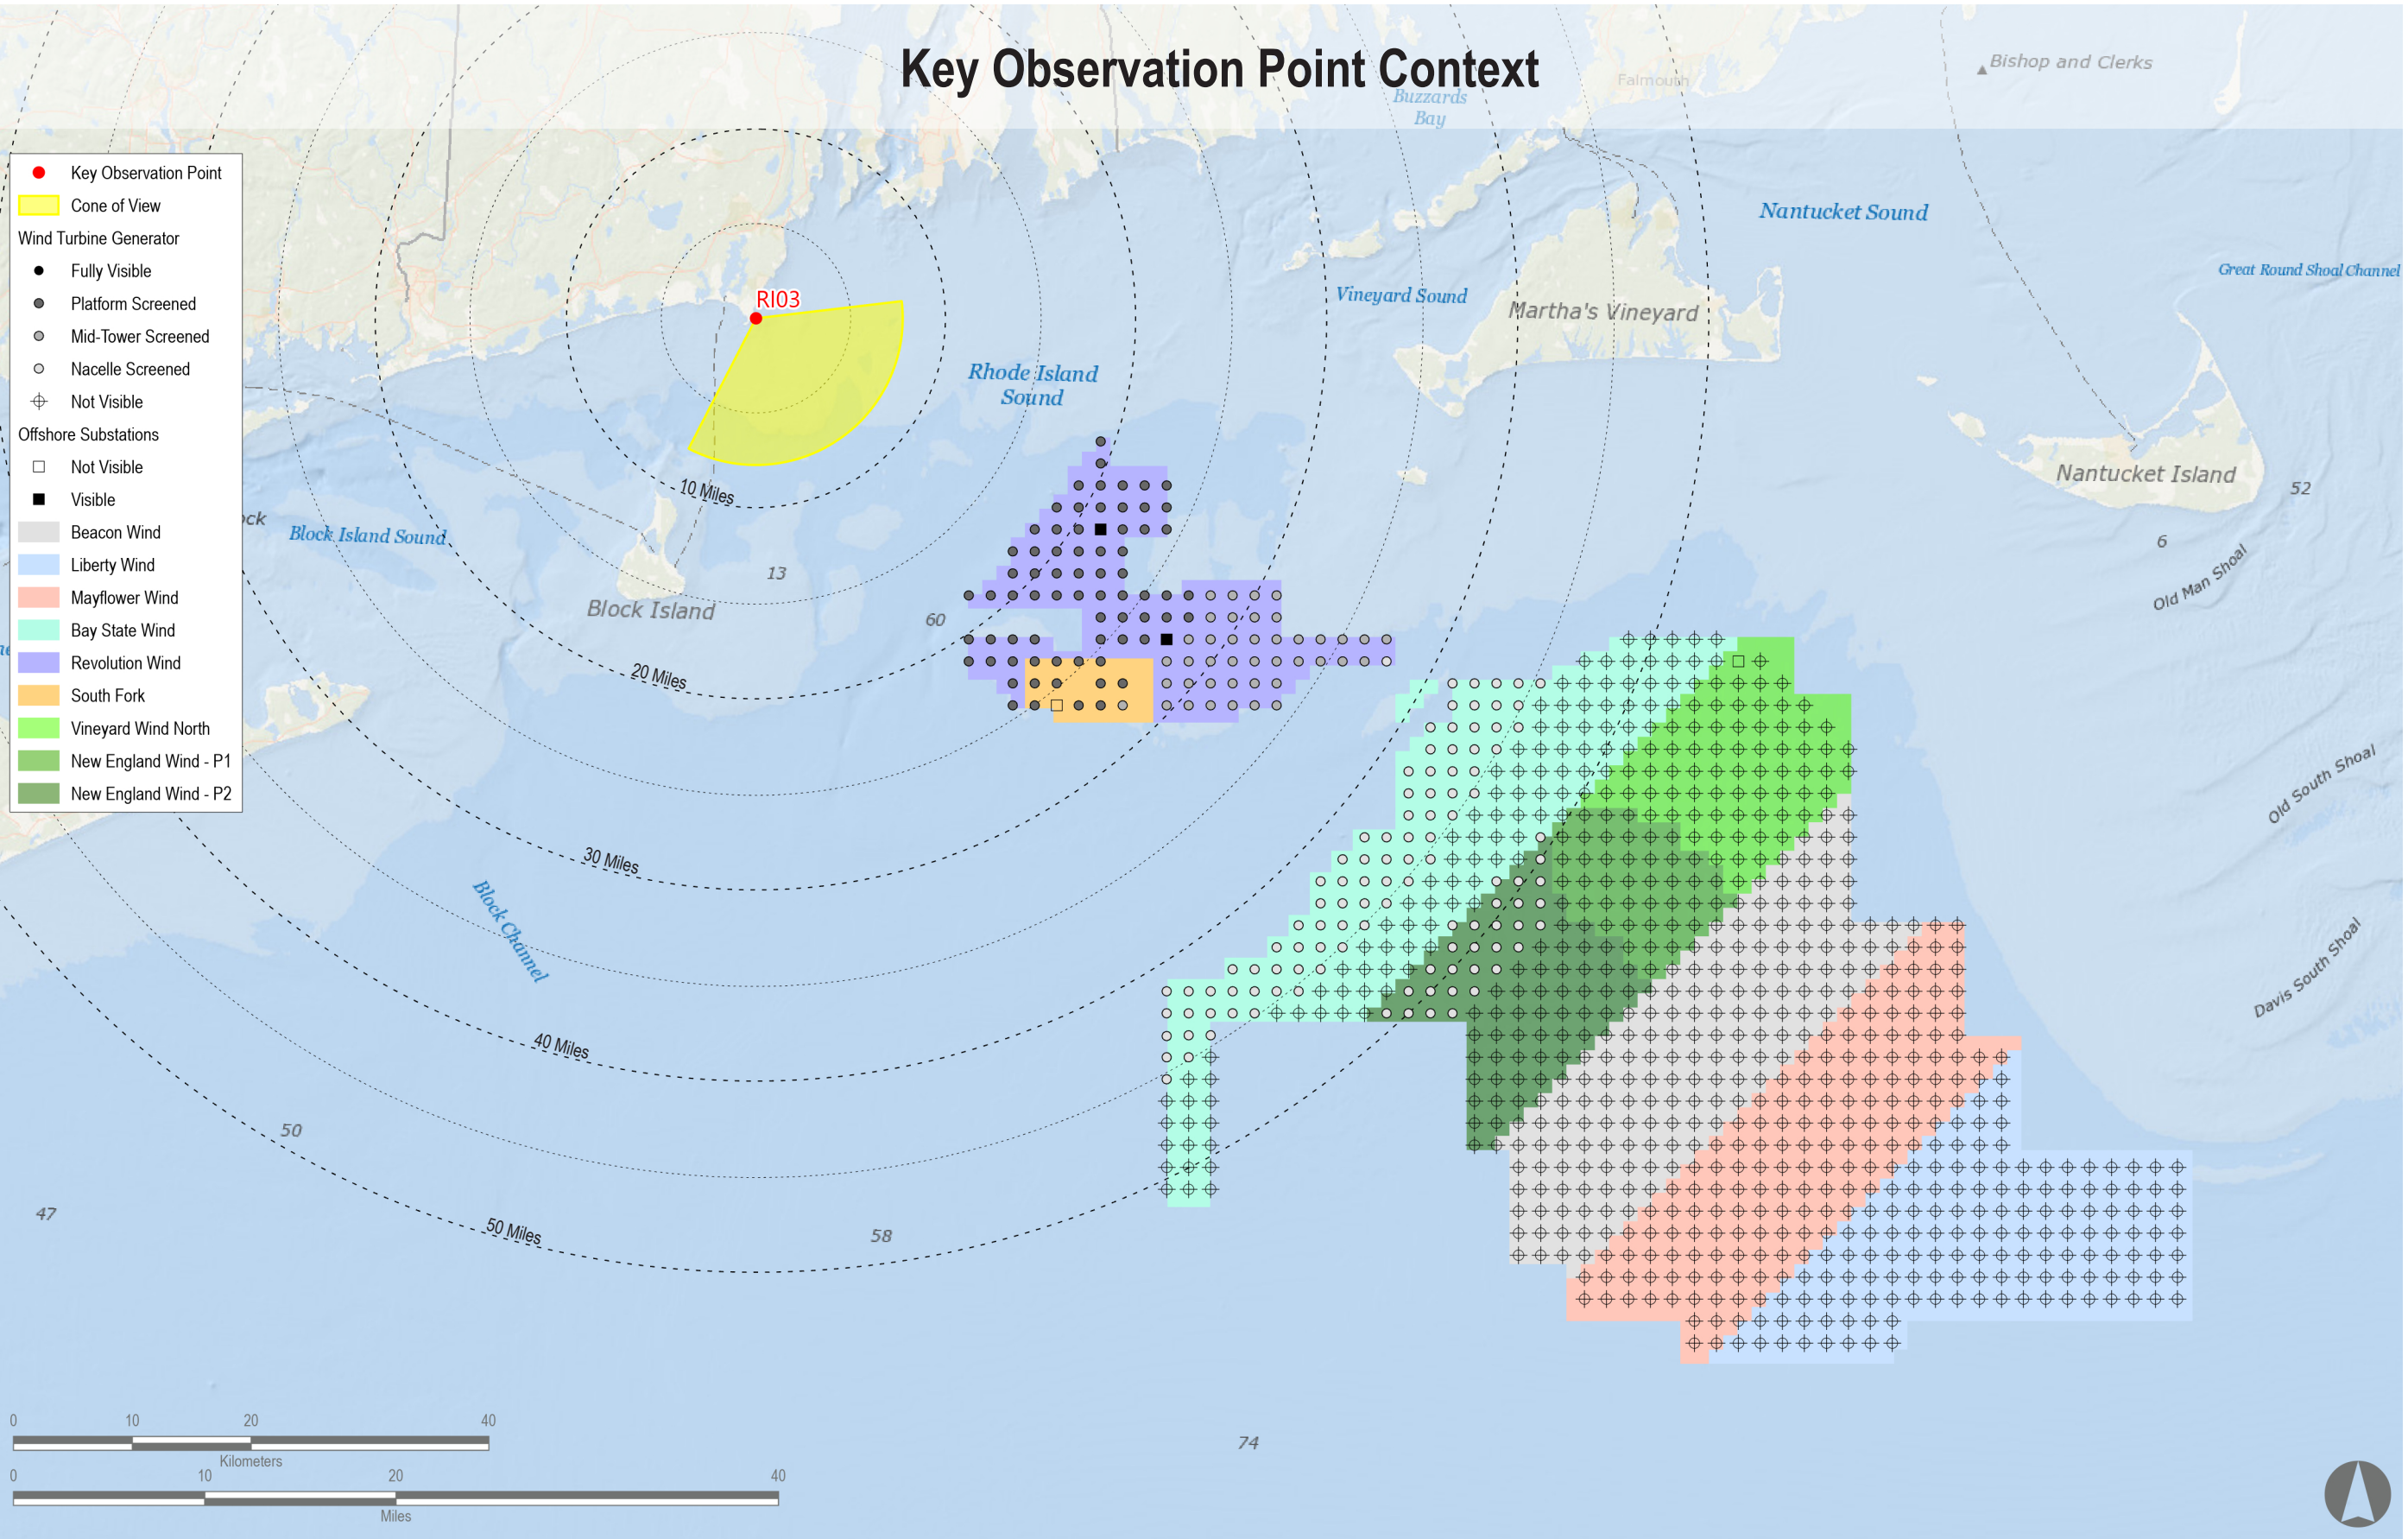 Key Observation Point Context
Bishop and Clerks
Falmouth
Buzzards
Bay
Nantucket Sound
Great Round Shoal Channel
Vineyard Sound
Martha's Vineyard
RI03
Rhode Island
Sound
Key Observation Point
Cone of View
Wind Turbine Generator
Fully Visible
Platform Screened
Mid-Tower Screened
Nacelle Screened
Not Visible
Offshore Substations
Not Visible
Visible
Beacon Wind
Liberty Wind
Mayflower Wind
Bay State Wind
Revolution Wind
South Fork
Vineyard Wind North
New England Wind - P1
New England Wind - P2
Nantucket Island
52
10 Miles
ock
Block Island Sound
13
6
Old Man Shoal
Block Island
60
20 Miles
Old South Shoal
30 Miles
Block Channel
Davis South Shoal
40 Miles
50
47
50 Miles
58
74
0 10 20 40
Kilometers
0 10 20 40
Miles